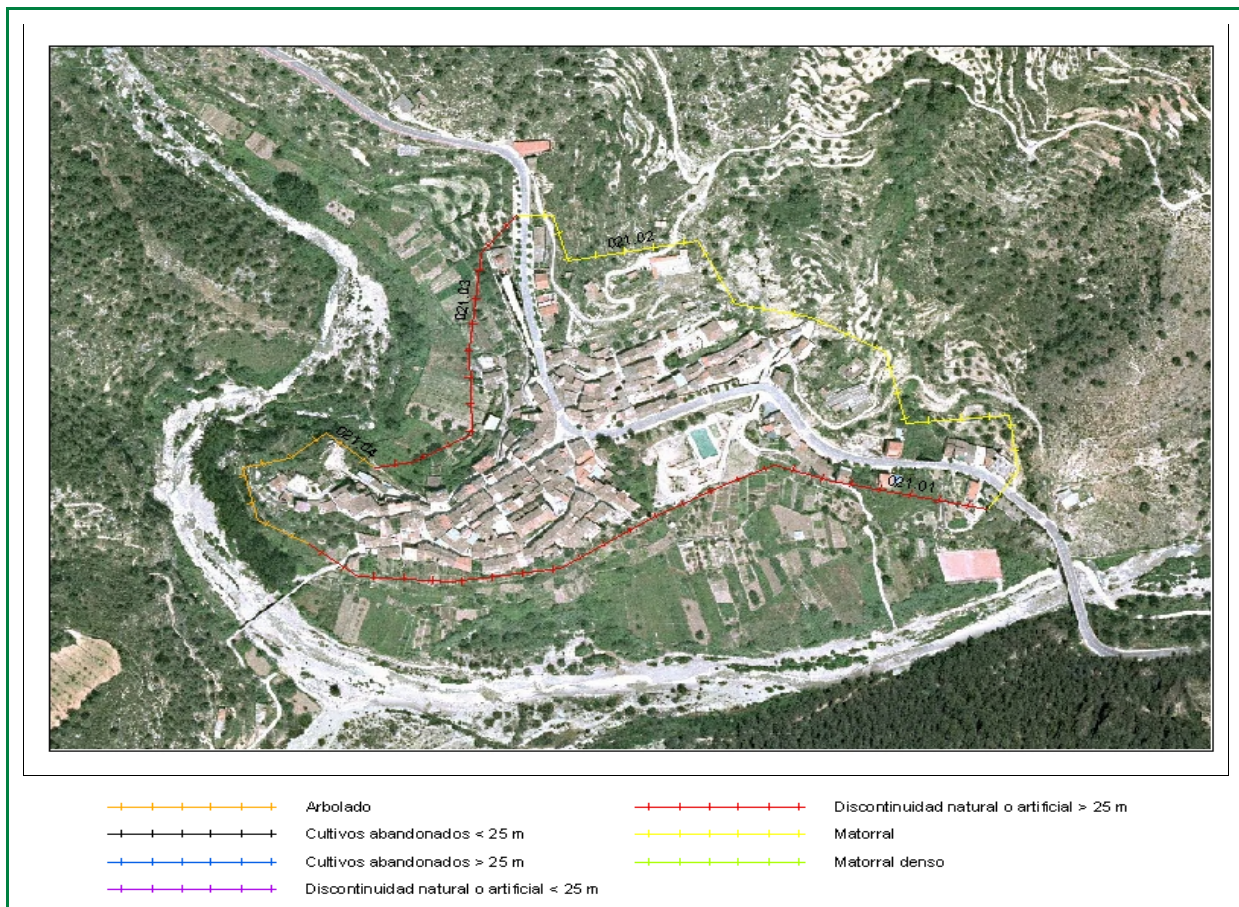 021.02
021.03
021.04
021.01
Arbolado
Cultivos abandonados < 25 m
Cultivos abandonados > 25 m
Discontinuidad natural o artificial < 25 m
Discontinuidad natural o artificial > 25 m
Matorral
Matorral denso